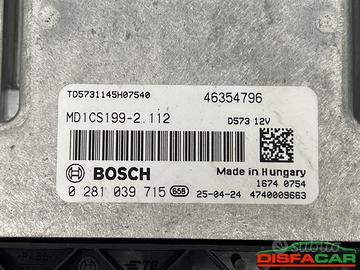 TD5731145H07540
46354796
MD1CS199-2.112
D573 12V
BOSCH
Made in Hungary
1674 0754
0 281 039 715 658
25-04-24 4740009663
DISFACAR